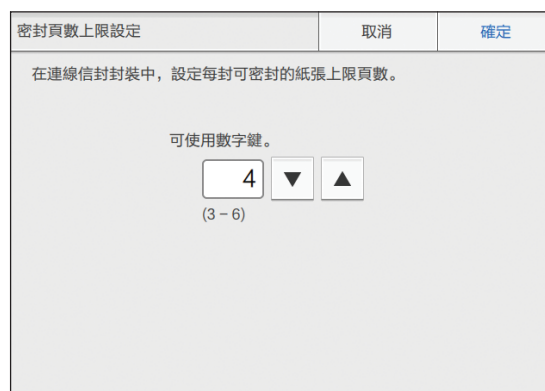 密封頁數上限設定 取消 確定
在連線信封封裝中，設定每封可密封的紙張上限頁數。
可使用數字鍵。
4 ▼ ▲
(3 – 6)